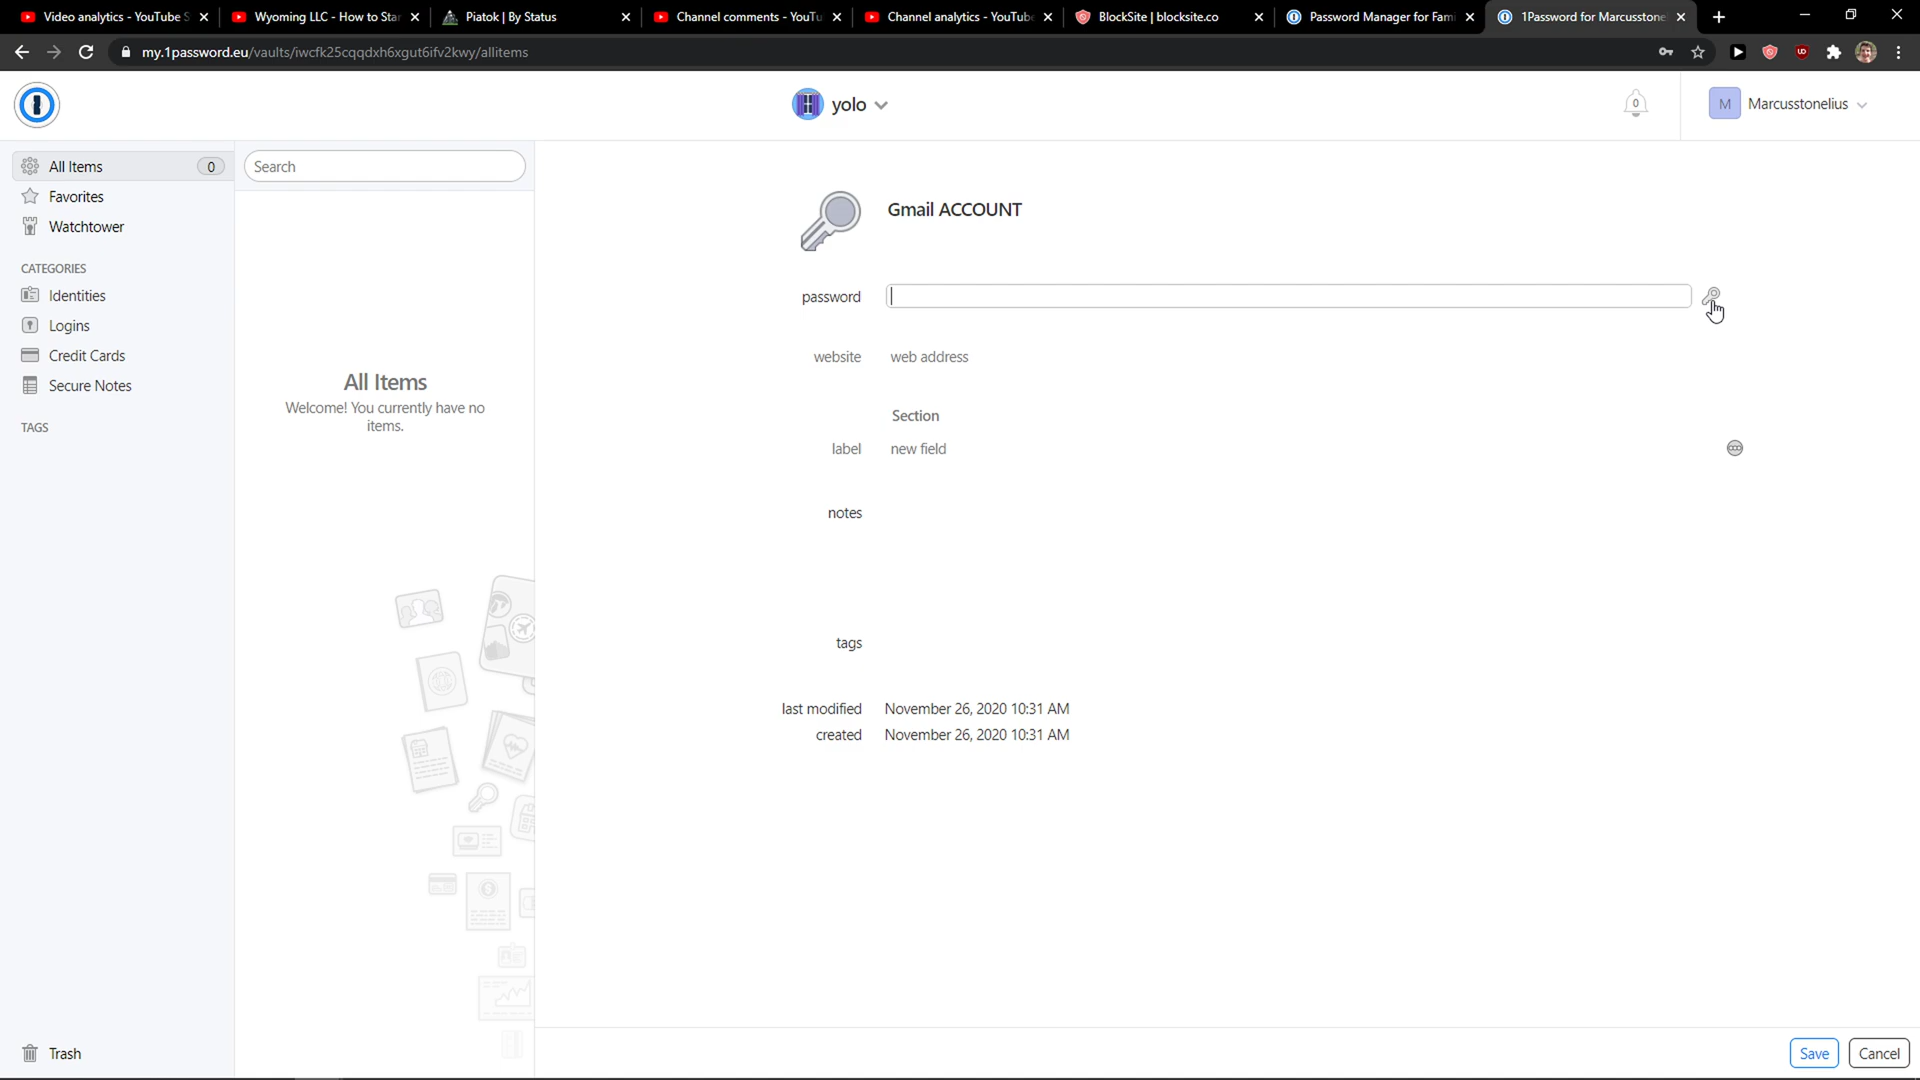 Video analytics - YouTube S
Wyoming LLC - How to Star
Piatok | By Status
Channel comments - YouTu
Channel analytics - YouTube
BlockSite | blocksite.co
Password Manager for Fami
1Password for Marcusstonel
my.1password.eu/vaults/iwcfk25cqqdxh6xgut6ifv2kwy/allitems
yolo
0
M
Marcusstonelius
All Items
0
Search
Favorites
Watchtower
CATEGORIES
Identities
Logins
Credit Cards
Secure Notes
TAGS
Trash
All Items
Welcome! You currently have no
items.
Gmail ACCOUNT
password
website
web address
Section
label
new field
notes
tags
last modified
November 26, 2020 10:31 AM
created
November 26, 2020 10:31 AM
Save
Cancel